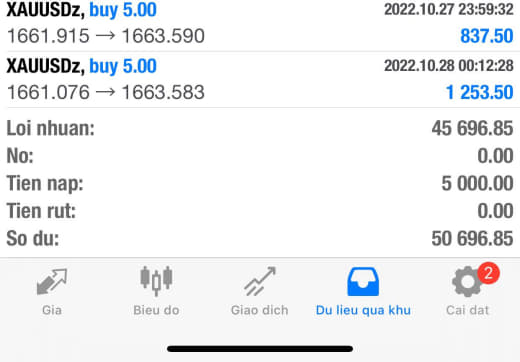 XAUUSDz, buy 5.00 2022.10.27 23:59:32
1661.915 → 1663.590 837.50
XAUUSDz, buy 5.00 2022.10.28 00:12:28
1661.076 → 1663.583 1 253.50
Loi nhuan: 45 696.85
No: 0.00
Tien nap: 5 000.00
Tien rut: 0.00
So du: 50 696.85
2
Gia Bieu do Giao dich Du lieu qua khu Cai dat